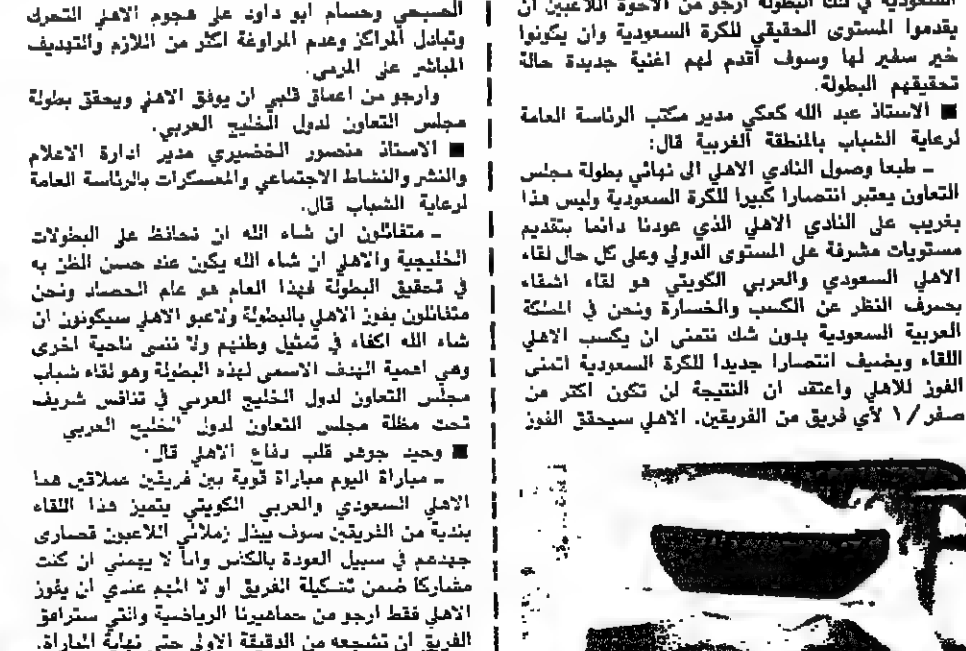 السعودية في تلك البطولة ارجو من الاخوة اللاعبين ان
يقدموا المستوى الحقيقي للكرة السعودية وان يكونوا
خير سفير لها وسوف أقدم لهم اغنية جديدة حالة
تحقيقهم البطولة.
■ الاستاذ عبد الله كعكي مدير مكتب الرئاسة العامة
لرعاية الشباب بالمنطقة الغربية قال:
ـ طبعا وصول النادي الاهلي الى نهائي بطولة مجلس
التعاون يعتبر انتصارا كبيرا للكرة السعودية وليس هذا
بغريب على النادي الاهلي الذي عودنا دائما بتقديم
مستويات مشرفة على المستوى الدولي وعلى كل حال لقاء
الاهلي السعودي والعربي الكويتي هو لقاء اشقاء
بصرف النظر عن الكسب والخسارة ونحن في المملكة
العربية السعودية بدون شك نتمنى ان يكسب الاهلي
اللقاء ويضيف انتصارا جديدا للكرة السعودية اتمنى
الفوز للاهلي واعتقد ان النتيجة لن تكون اكثر من
صفر / ١ لأي فريق من الفريقين. الاهلي سيحقق الفوز
الصبحي وحسام ابو داود على هجوم الاهلي التحرك
وتبادل المراكز وعدم المراوغة اكثر من اللازم والتهديف
المباشر على المرمى.
وأرجو من اعماق قلبي ان يوفق الاهلي ويحقق بطولة
مجلس التعاون لدول الخليج العربي.
■ الاستاذ منصور الخضيري مدير ادارة الاعلام
والنشر والنشاط الاجتماعي والمعسكرات بالرئاسة العامة
لرعاية الشباب قال.
ـ متفائلون ان شاء الله ان نحافظ على البطولات
الخليجية والاهلي ان شاء الله يكون عند حسن الظن به
في تحقيق البطولة فهذا العام هو عام الحصاد ونحن
متفائلون بفوز الاهلي بالبطولة ولاعبو الاهلي سيكونون ان
شاء الله اكفاء في تمثيل وطنهم ولا ننسى ناحية اخرى
وهي اهمية الهدف الاسمى لهذه البطولة وهو لقاء شباب
مجلس التعاون لدول الخليج العربي في تنافس شريف
تحت مظلة مجلس التعاون لدول الخليج العربي
■ وحيد جوهر قلب دفاع الاهلي قال:
ـ مباراة اليوم مباراة قوية بين فريقين عملاقين هما
الاهلي السعودي والعربي الكويتي يتميز هذا اللقاء
بندية من الفريقين سوف يبذل زملائي اللاعبون قصارى
جهدهم في سبيل العودة بالكأس وانا لا يهمني ان كنت
مشاركا ضمن تشكيلة الفريق او لا المهم عندي ان يفوز
الاهلي فقط ارجو من جماهيرنا الرياضية والتي سترافق
الفريق ان تشجعه من الدقيقة الاولى حتى نهاية المباراة.